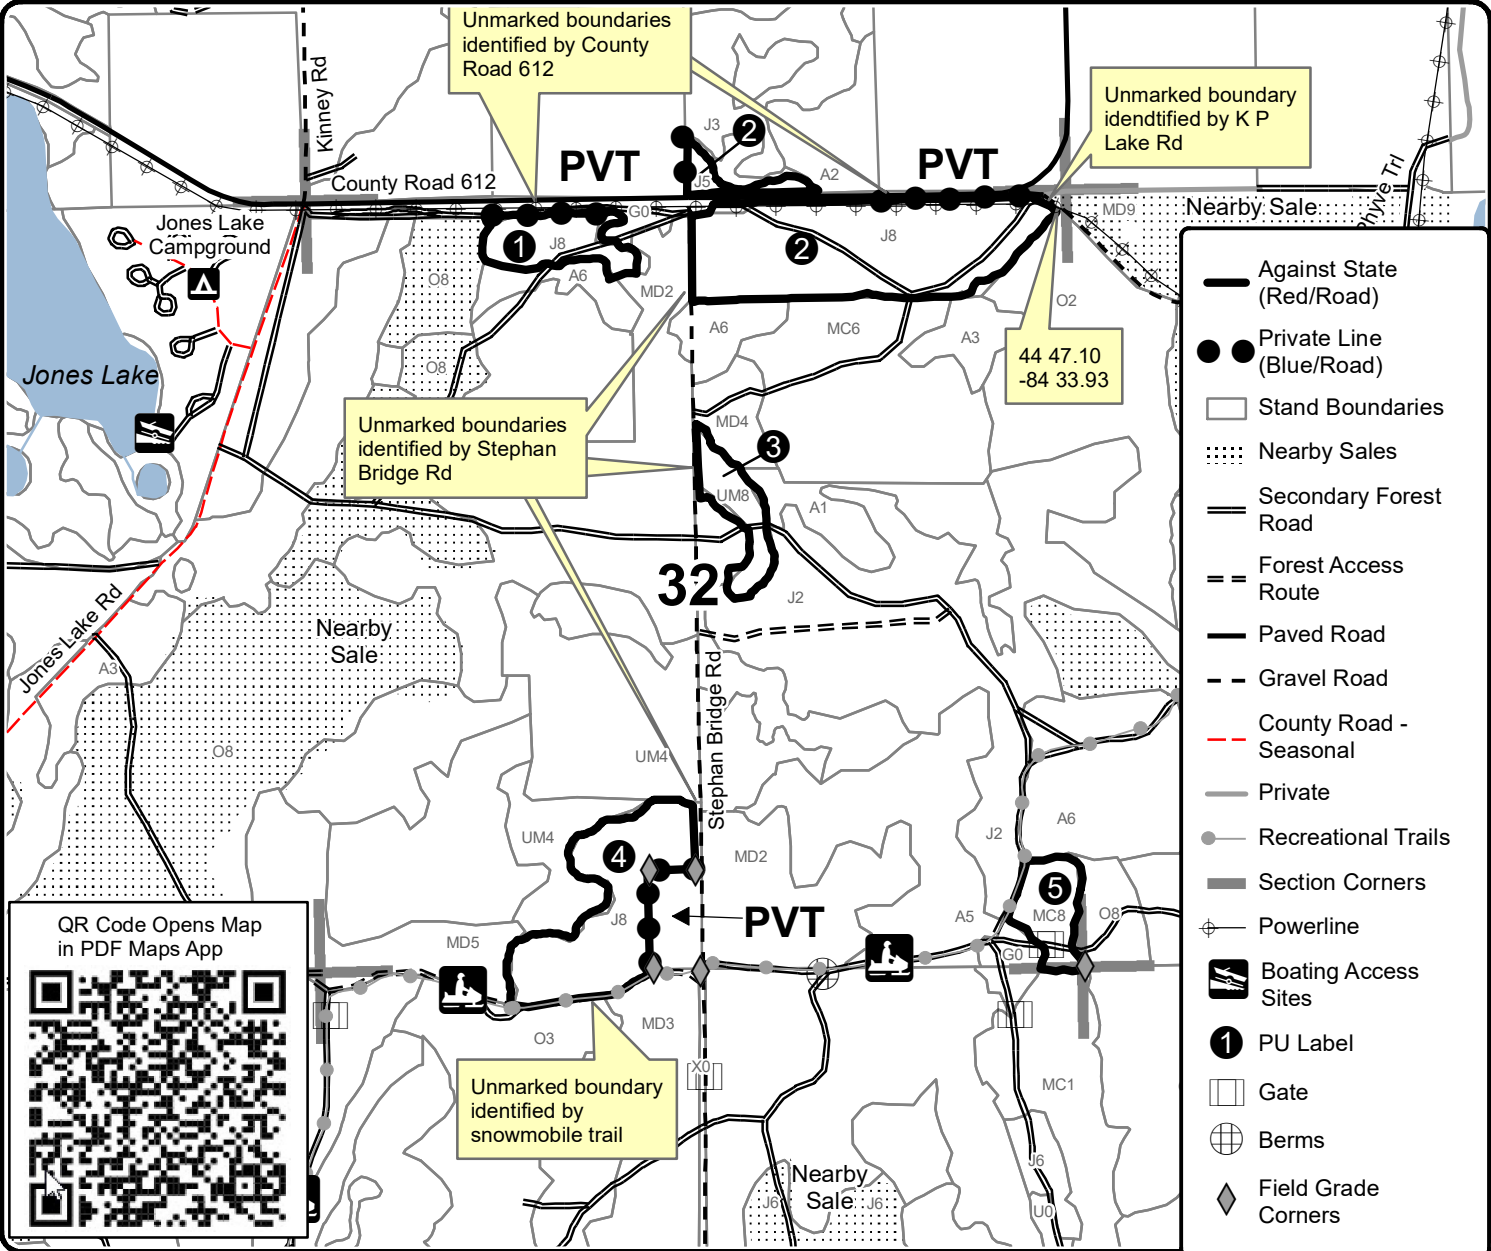 Unmarked boundaries
identified by County
Road 612
Kinney Rd
Unmarked boundary
idendtified by K P
Lake Rd
J3
2
PVT
PVT
County Road 612
J5
A2
Phyve Trl
Nearby Sale
MD9
G0
Jones Lake
Campground
1
J8
2
J8
O8
A6
MD2
O2
A6
MC6
A3
44 47.10
-84 33.93
O8
Jones Lake
Unmarked boundaries
identified by Stephan
Bridge Rd
MD4
3
UM8
A1
32
J2
Jones Lake Rd
Nearby
Sale
A3
O8
UM4
Stephan Bridge Rd
UM4
J2
A6
4
MD2
5
J8
PVT
A5
MC8
O8
MD5
G0
QR Code Opens Map
in PDF Maps App
O3
MD3
X0
MC1
Unmarked boundary
identified by
snowmobile trail
Nearby
Sale
J6
J6
J6
U0
Against State
(Red/Road)
Private Line
(Blue/Road)
Stand Boundaries
Nearby Sales
Secondary Forest
Road
Forest Access
Route
Paved Road
Gravel Road
County Road -
Seasonal
Private
Recreational Trails
Section Corners
Powerline
Boating Access
Sites
1
PU Label
Gate
Berms
Field Grade
Corners